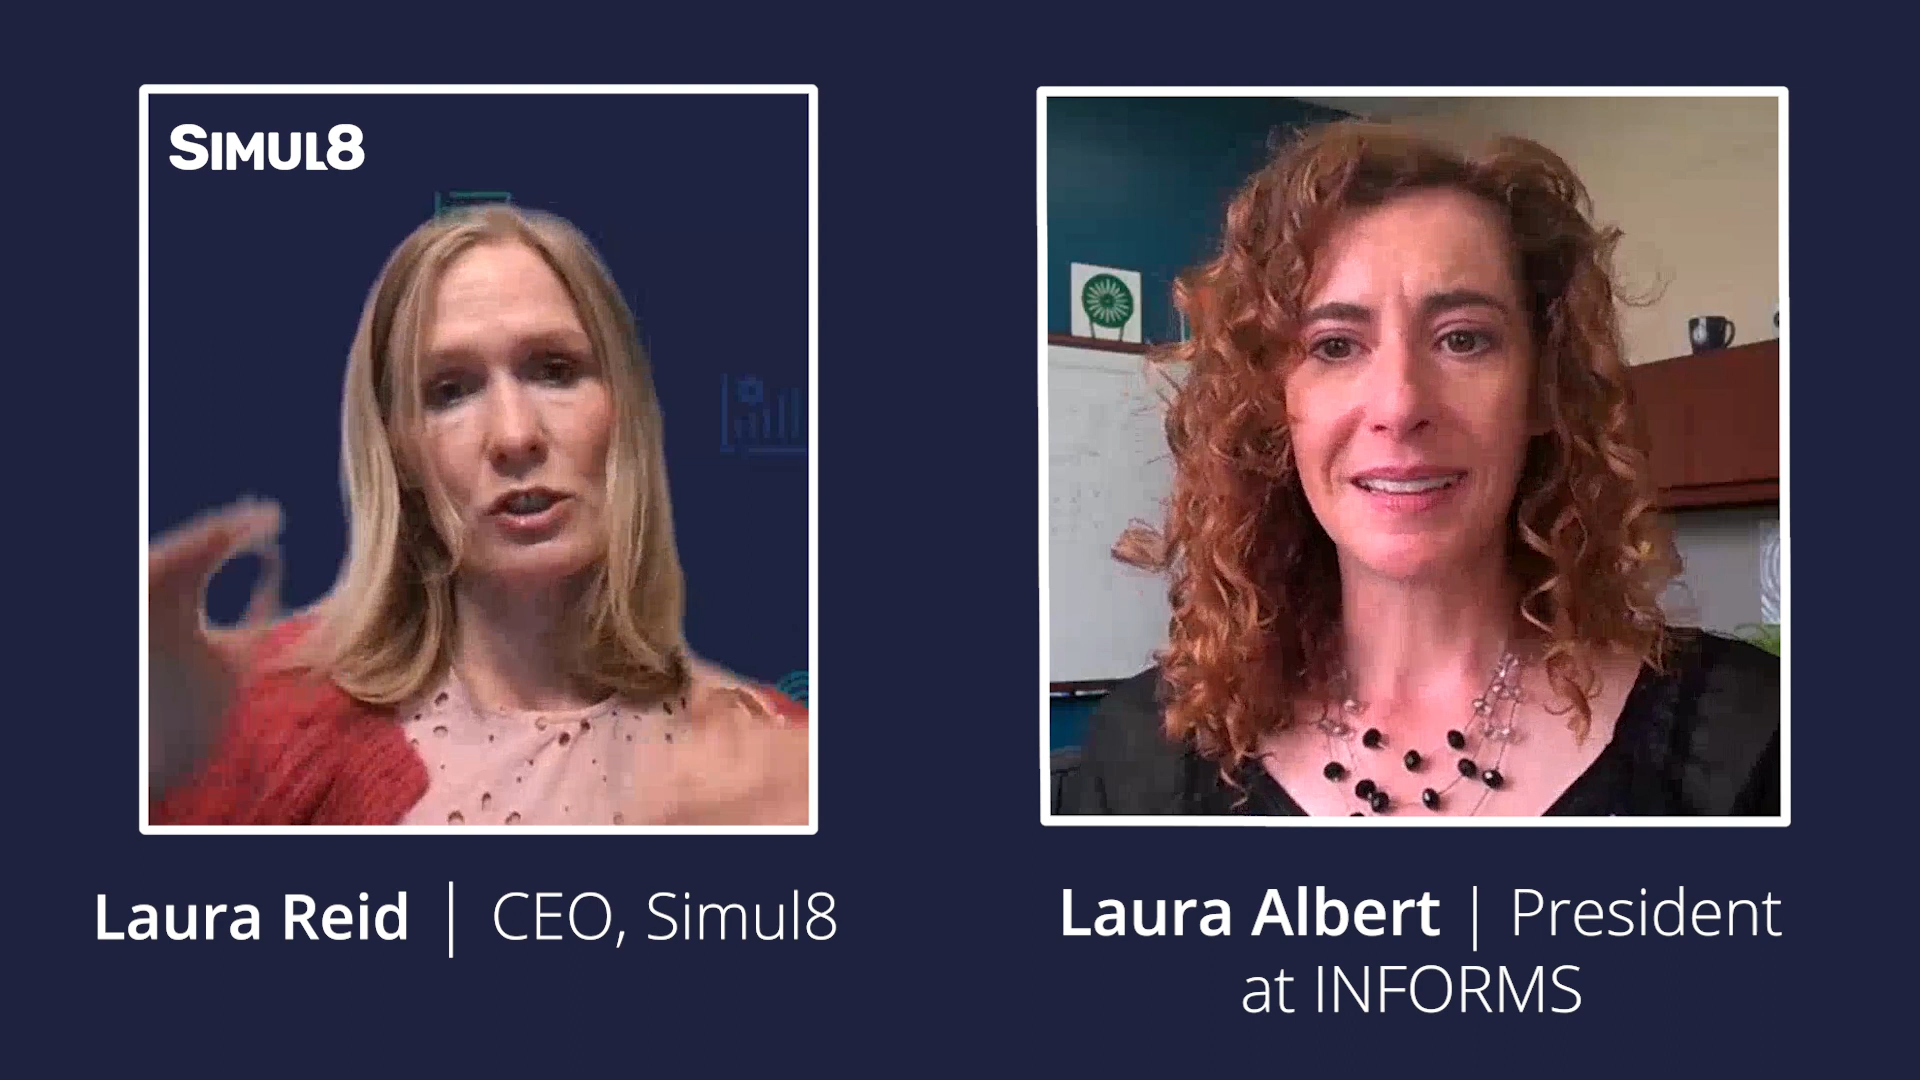 SIMUL8
Laura Reid | CEO, Simul8
Laura Albert | President
at INFORMS